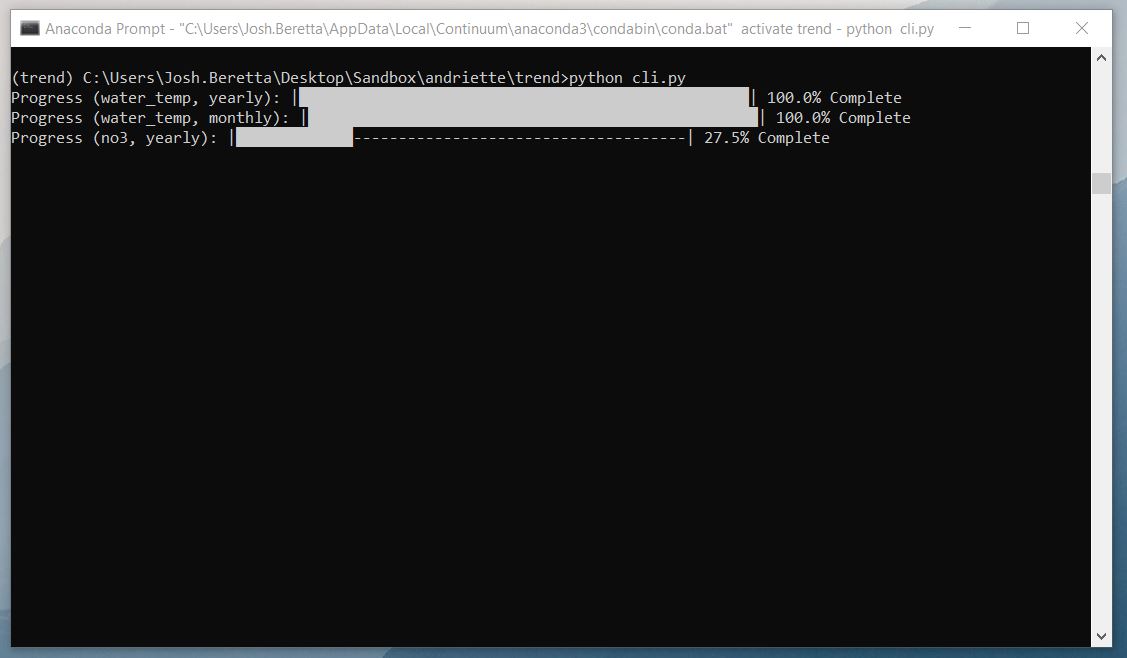 Anaconda Prompt - "C:\Users\Josh.Beretta\AppData\Local\Continuum\anaconda3\condabin\conda.bat"  activate trend - python  cli.py
(trend) C:\Users\Josh.Beretta\Desktop\Sandbox\andriette\trend>python cli.py
Progress (water_temp, yearly): |██████████████████████████████████████████████████| 100.0% Complete
Progress (water_temp, monthly): |██████████████████████████████████████████████████| 100.0% Complete
Progress (no3, yearly): |█████████████-------------------------------------| 27.5% Complete